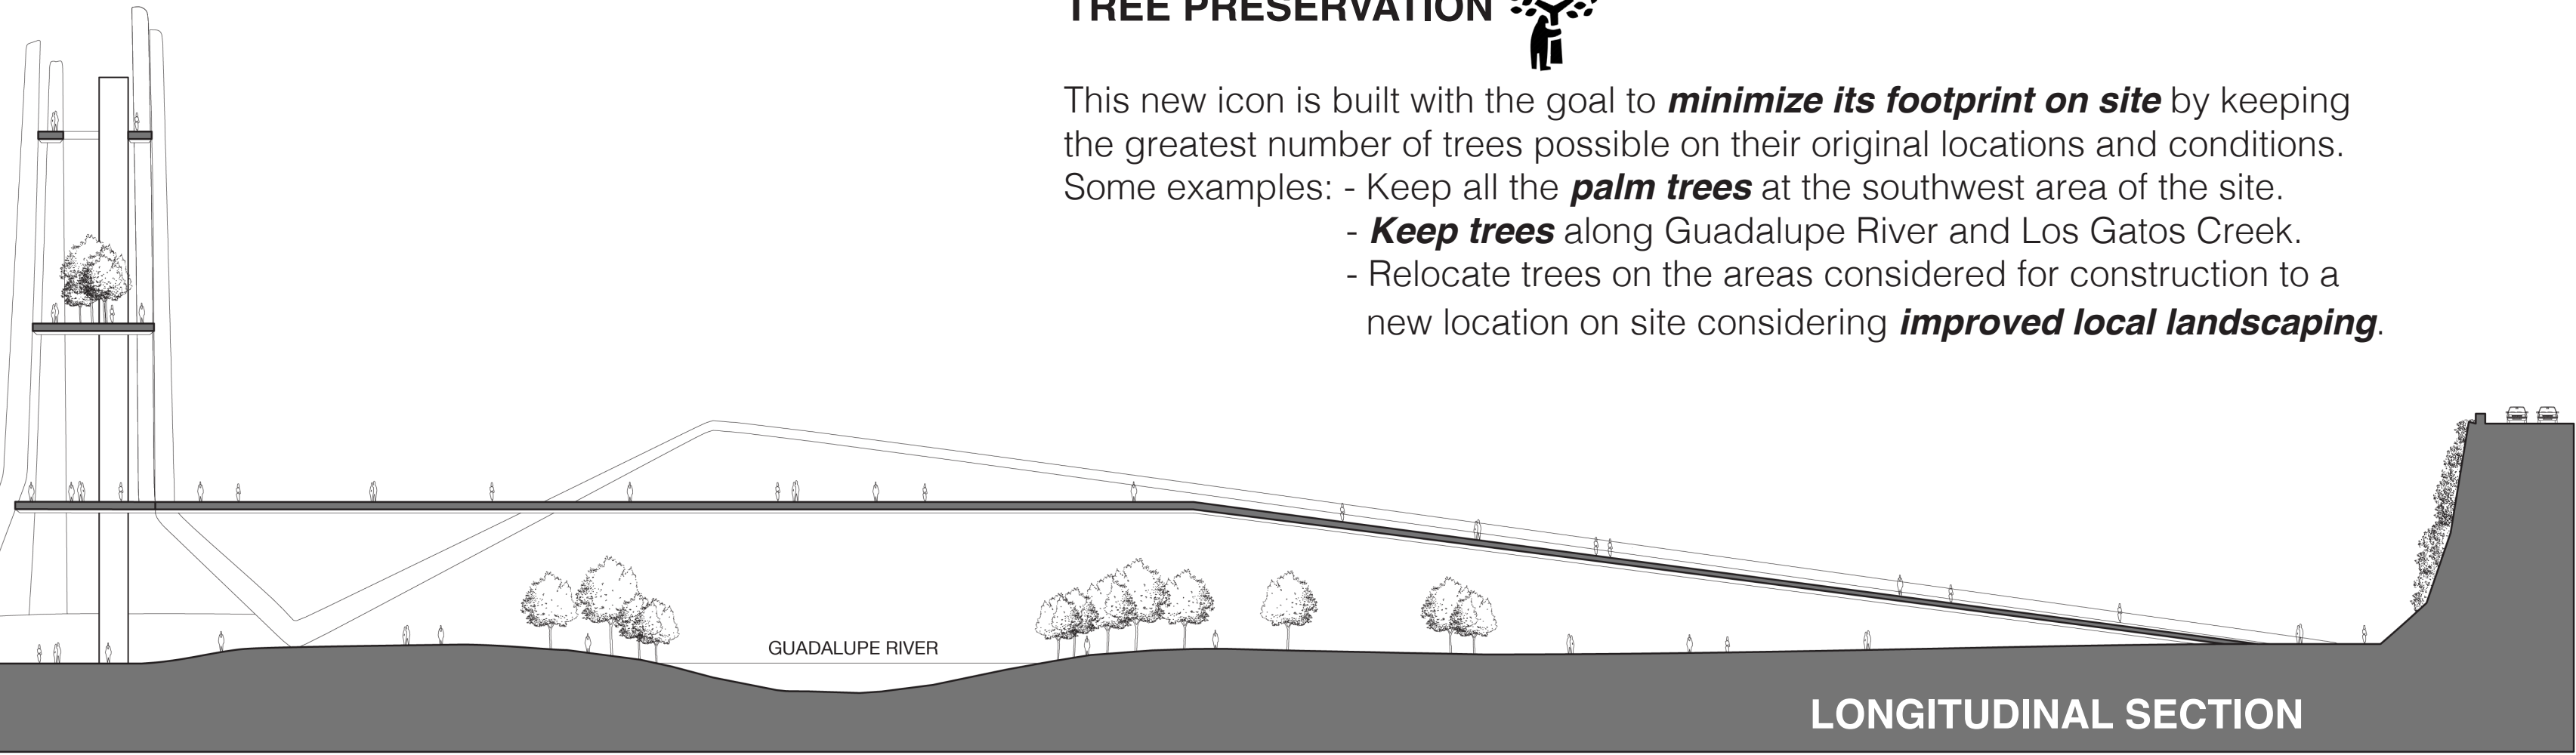 TREE PRESERVATION
This new icon is built with the goal to minimize its footprint on site by keeping
the greatest number of trees possible on their original locations and conditions.
Some examples: - Keep all the palm trees at the southwest area of the site.
- Keep trees along Guadalupe River and Los Gatos Creek.
- Relocate trees on the areas considered for construction to a
new location on site considering improved local landscaping.
GUADALUPE RIVER
LONGITUDINAL SECTION